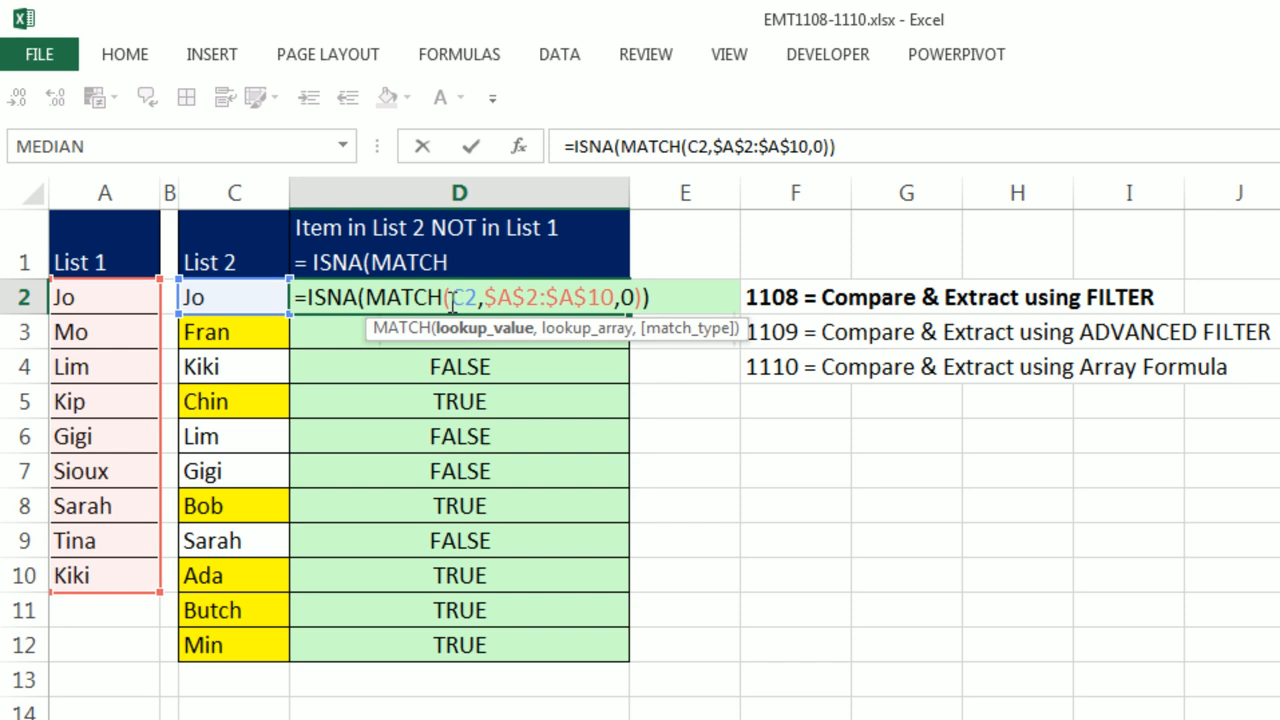 EMT1108-1110.xlsx - Excel
FILE HOME INSERT PAGE LAYOUT FORMULAS DATA REVIEW VIEW DEVELOPER POWERPIVOT
MEDIAN fx =ISNA(MATCH(C2,$A$2:$A$10,0))
A B C D E F G H I J
Item in List 2 NOT in List 1
1 List 1 List 2 = ISNA(MATCH
2 Jo Jo =ISNA(MATCH(C2,$A$2:$A$10,0)) 1108 = Compare & Extract using FILTER
MATCH(lookup_value, lookup_array, [match_type])
3 Mo Fran 1109 = Compare & Extract using ADVANCED FILTER
4 Lim Kiki FALSE 1110 = Compare & Extract using Array Formula
5 Kip Chin TRUE
6 Gigi Lim FALSE
7 Sioux Gigi FALSE
8 Sarah Bob TRUE
9 Tina Sarah FALSE
10 Kiki Ada TRUE
11 Butch TRUE
12 Min TRUE
13
14